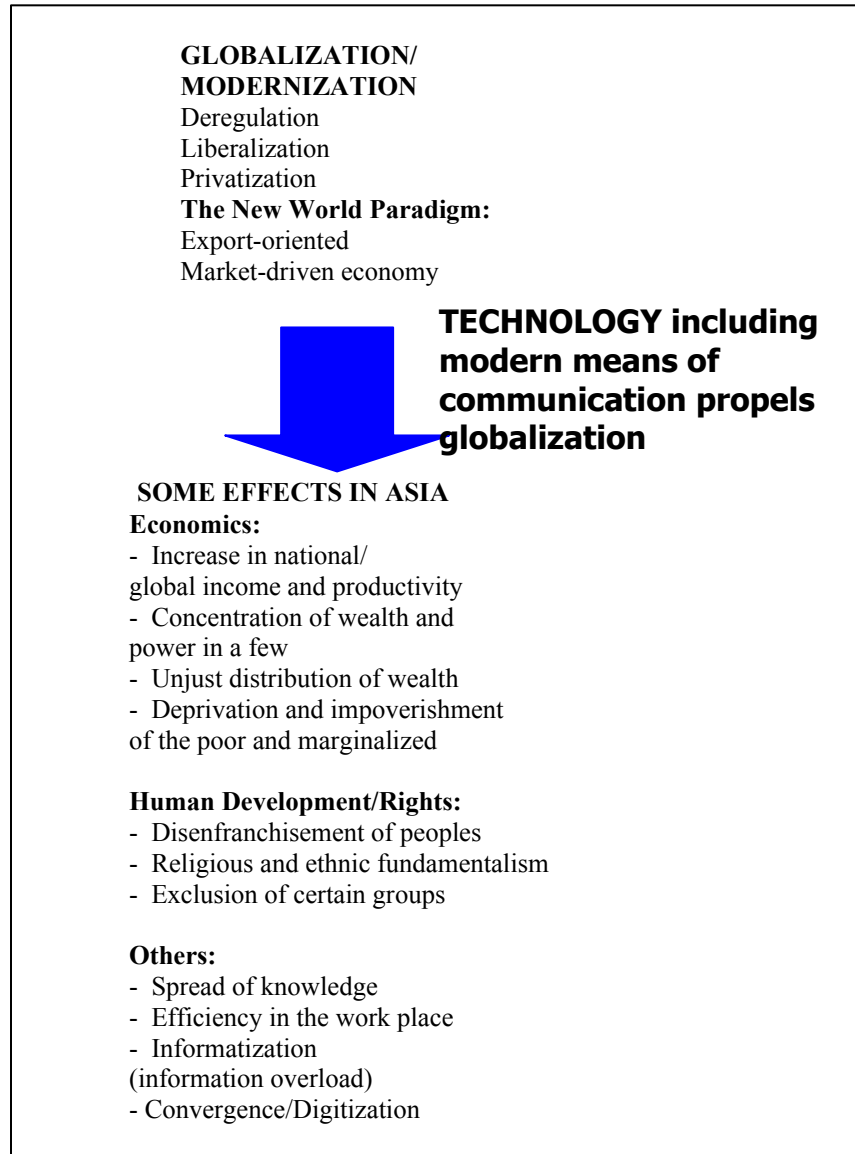 GLOBALIZATION/
MODERNIZATION
Deregulation
Liberalization
Privatization
The New World Paradigm:
Export-oriented
Market-driven economy
TECHNOLOGY including
modern means of
communication propels
globalization
SOME EFFECTS IN ASIA
Economics:
- Increase in national/
global income and productivity
- Concentration of wealth and
power in a few
- Unjust distribution of wealth
- Deprivation and impoverishment
of the poor and marginalized
Human Development/Rights:
- Disenfranchisement of peoples
- Religious and ethnic fundamentalism
- Exclusion of certain groups
Others:
- Spread of knowledge
- Efficiency in the work place
- Informatization
(information overload)
- Convergence/Digitization